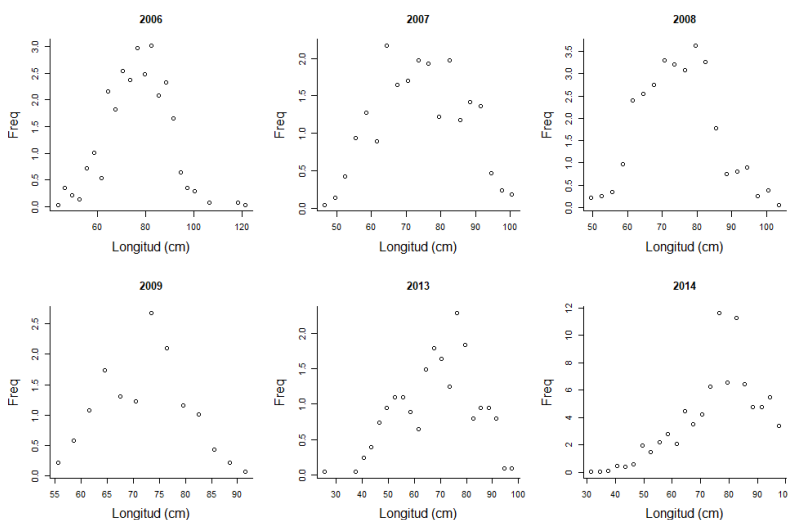 2006
2007
2008
Freq
0.0 0.5 1.0 1.5 2.0 2.5 3.0
60 80 100 120
Longitud (cm)
Freq
0.0 0.5 1.0 1.5 2.0
50 60 70 80 90 100
Longitud (cm)
Freq
0.0 0.5 1.0 1.5 2.0 2.5 3.0 3.5
50 60 70 80 90 100
Longitud (cm)
2009
2013
2014
Freq
0.0 0.5 1.0 1.5 2.0 2.5
55 60 65 70 75 80 85 90
Longitud (cm)
Freq
0.0 0.5 1.0 1.5 2.0
30 40 50 60 70 80 90 100
Longitud (cm)
Freq
0 2 4 6 8 10 12
30 40 50 60 70 80 90 100
Longitud (cm)